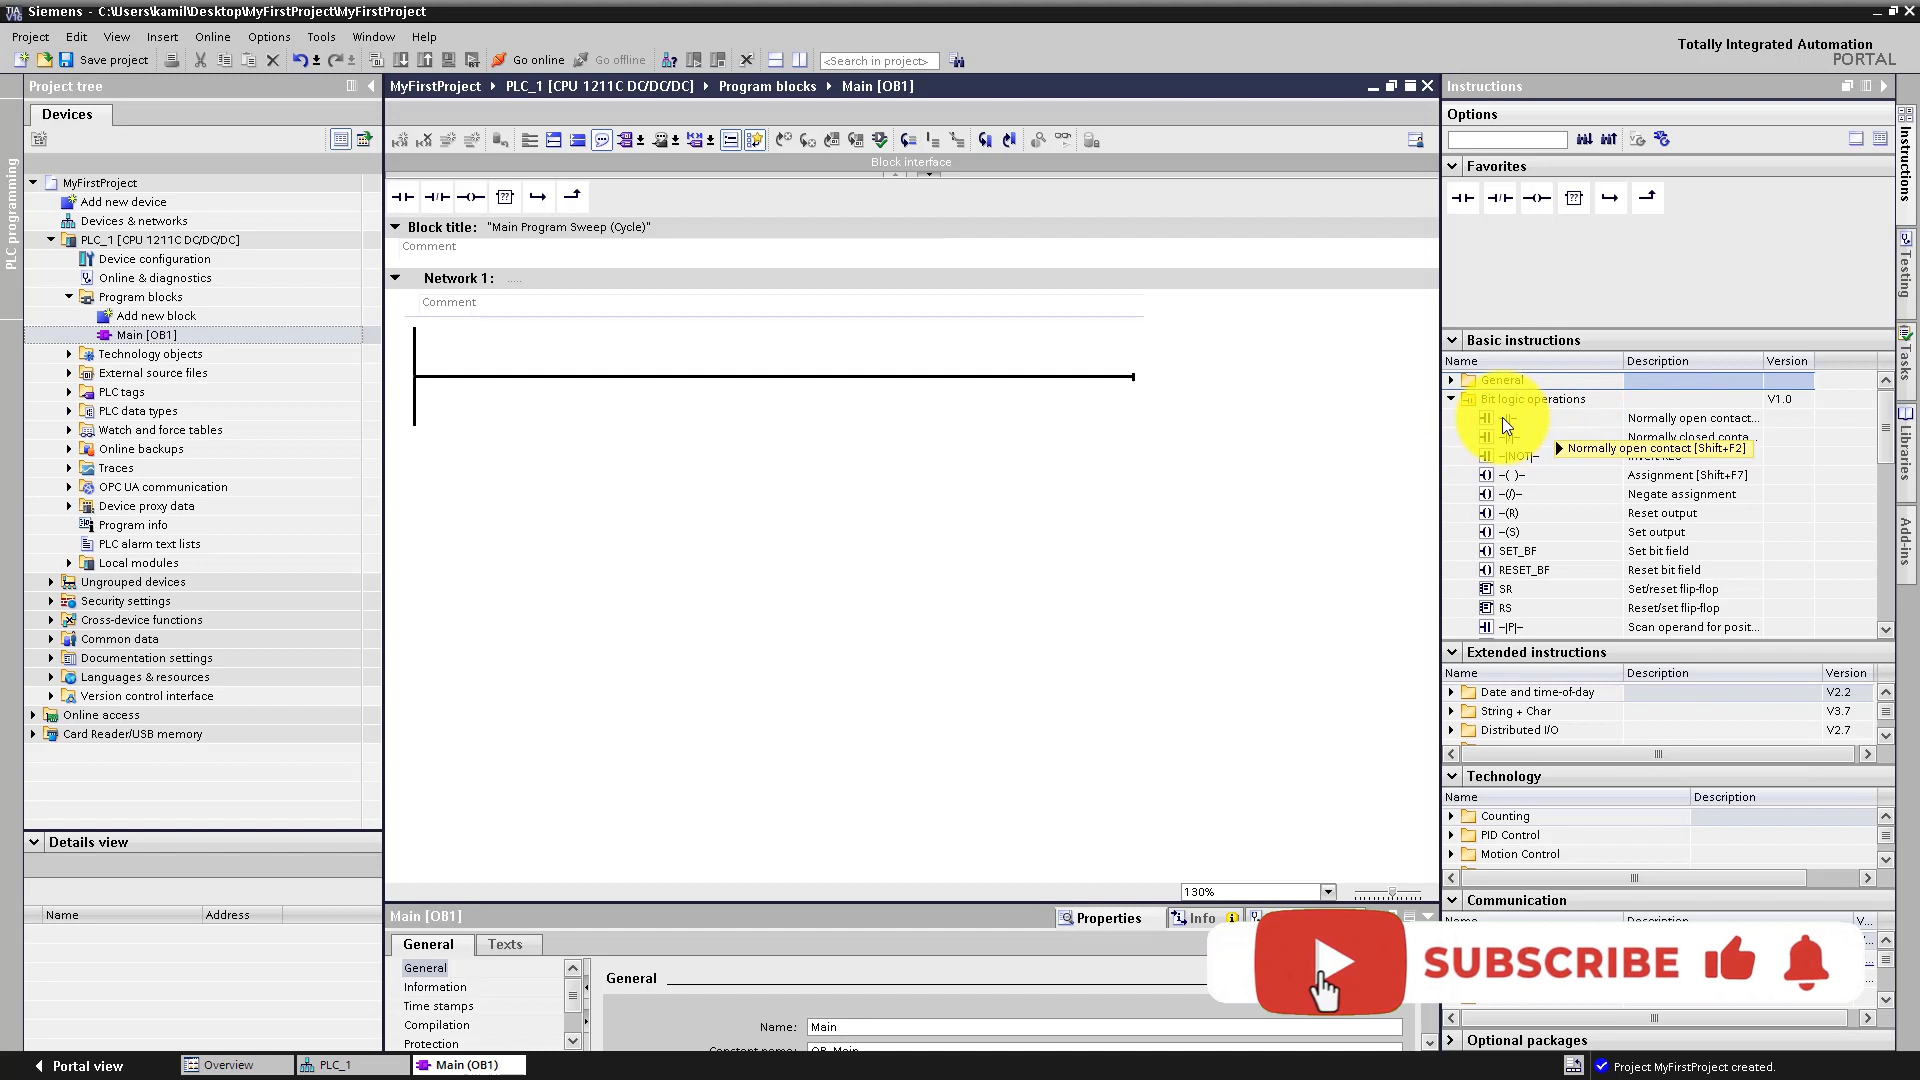 Siemens - C:\Users\kamil\Desktop\MyFirstProject\MyFirstProject
Project Edit View Insert Online Options Tools Window Help
Totally Integrated Automation
PORTAL
Save project
Go online
Go offline
<Search in project>
Project tree
Devices
PLC programming
MyFirstProject
Add new device
Devices & networks
PLC_1 [CPU 1211C DC/DC/DC]
Device configuration
Online & diagnostics
Program blocks
Add new block
Main [OB1]
Technology objects
External source files
PLC tags
PLC data types
Watch and force tables
Online backups
Traces
OPC UA communication
Device proxy data
Program info
PLC alarm text lists
Local modules
Ungrouped devices
Security settings
Cross-device functions
Common data
Documentation settings
Languages & resources
Version control interface
Online access
Card Reader/USB memory
Details view
Name Address
MyFirstProject PLC_1 [CPU 1211C DC/DC/DC] Program blocks Main [OB1]
Block interface
Block title: "Main Program Sweep (Cycle)"
Comment
Network 1: .....
Comment
130%
Main [OB1]
Properties
Info
General Texts
General
Information
Time stamps
Compilation
Protection
General
Name: Main
Instructions
Options
Favorites
Basic instructions
Name Description Version
General
Bit logic operations V1.0
Normally open contact...
Normally closed conta...
Normally open contact [Shift+F2]
-|NOT|-
-( )- Assignment [Shift+F7]
-(/)- Negate assignment
-(R) Reset output
-(S) Set output
SET_BF Set bit field
RESET_BF Reset bit field
SR Set/reset flip-flop
RS Reset/set flip-flop
-|P|- Scan operand for posit...
Extended instructions
Name Description Version
Date and time-of-day V2.2
String + Char V3.7
Distributed I/O V2.7
Technology
Name Description
Counting
PID Control
Motion Control
Communication
Optional packages
Instructions
Testing
Tasks
Libraries
Add-ins
SUBSCRIBE
Portal view
Overview
PLC_1
Main (OB1)
Project MyFirstProject created.